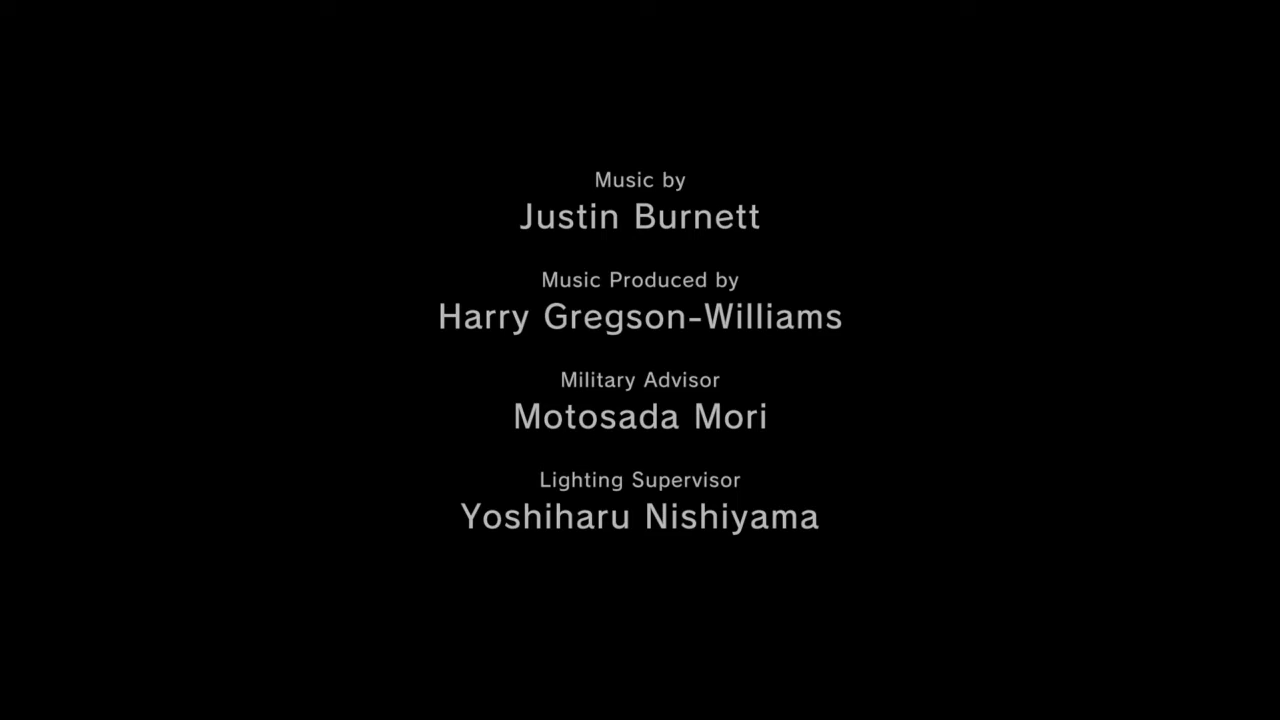 Music by
Justin Burnett
Music Produced by
Harry Gregson-Williams
Military Advisor
Motosada Mori
Lighting Supervisor
Yoshiharu Nishiyama